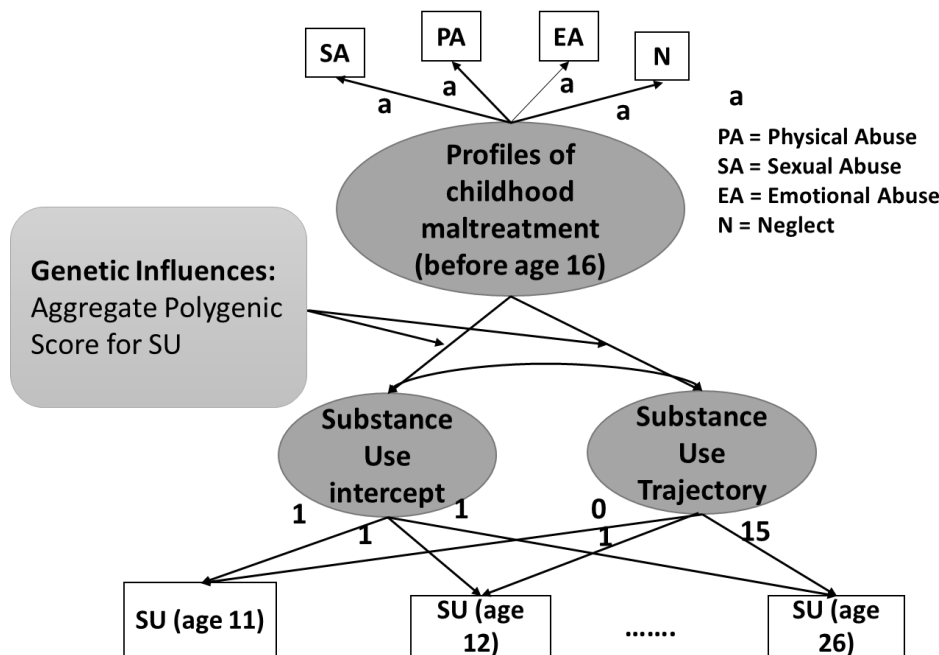 SA
PA
EA
N
a
a
a
a
a
PA = Physical Abuse
SA = Sexual Abuse
EA = Emotional Abuse
N = Neglect
Profiles of
childhood
maltreatment
(before age 16)
Genetic Influences:
Aggregate Polygenic
Score for SU
Substance
Use
intercept
Substance
Use
Trajectory
1
1
1
0
1
15
SU (age 11)
SU (age
12)
.......
SU (age
26)